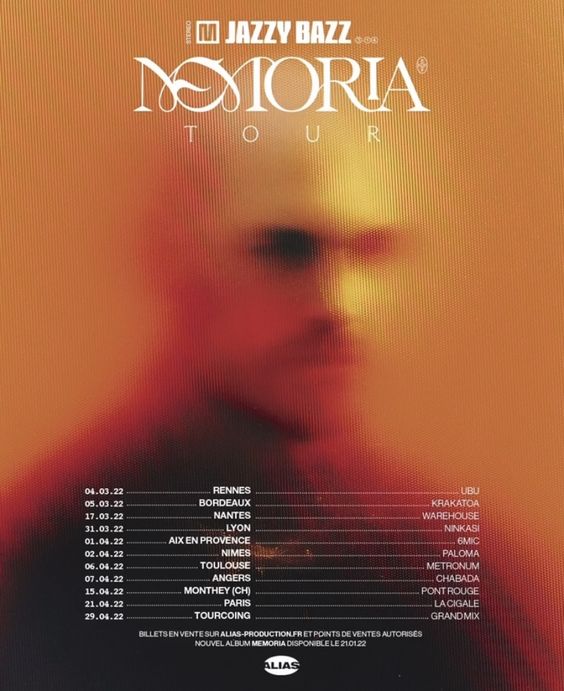 STEREO M JAZZY BAZZ
MEMORIA
TOUR
04.03.22 RENNES UBU
05.03.22 BORDEAUX KRAKATOA
17.03.22 NANTES WAREHOUSE
31.03.22 LYON NINKASI
01.04.22 AIX EN PROVENCE 6MIC
02.04.22 NIMES PALOMA
06.04.22 TOULOUSE METRONUM
07.04.22 ANGERS CHABADA
15.04.22 MONTHEY (CH) PONT ROUGE
21.04.22 PARIS LA CIGALE
29.04.22 TOURCOING GRAND MIX
BILLETS EN VENTE SUR ALIAS-PRODUCTION.FR ET POINTS DE VENTES AUTORISÉS
NOUVEL ALBUM MEMORIA DISPONIBLE LE 21.01.22
ALIAS